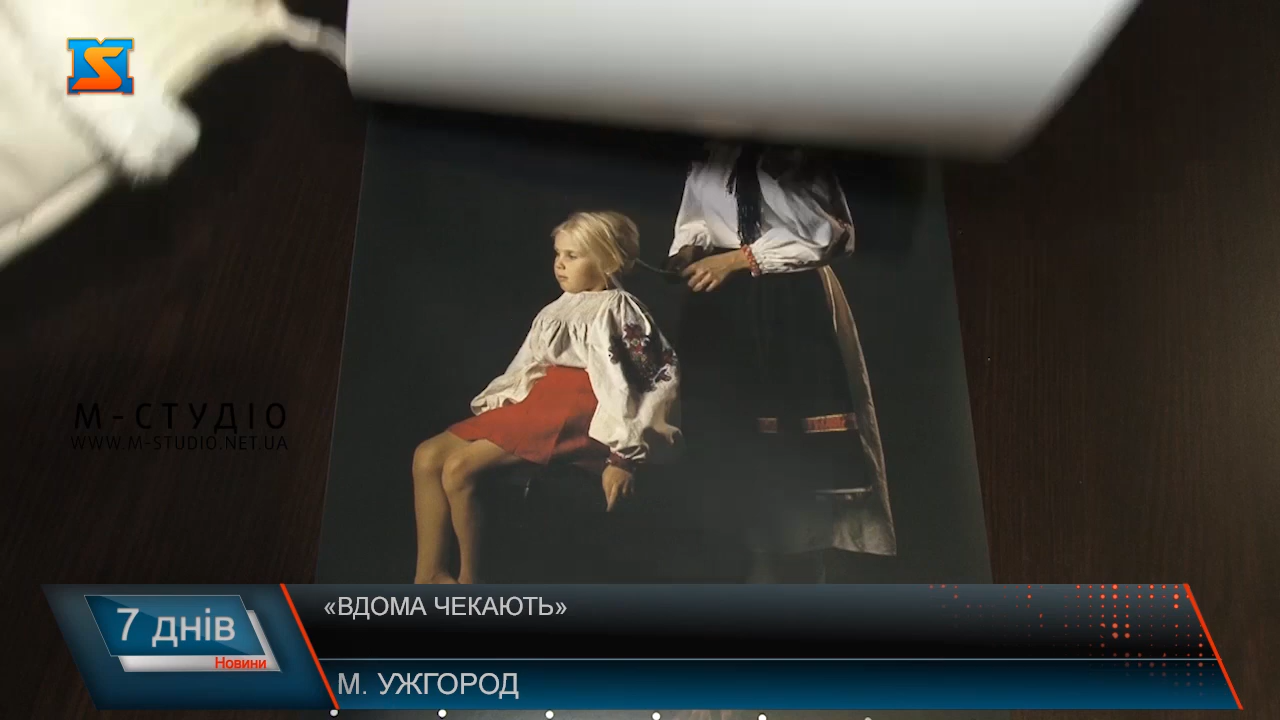 М-СТУДІО
WWW.M-STUDIO.NET.UA
7 днів
Новини
«ВДОМА ЧЕКАЮТЬ»
М. УЖГОРОД